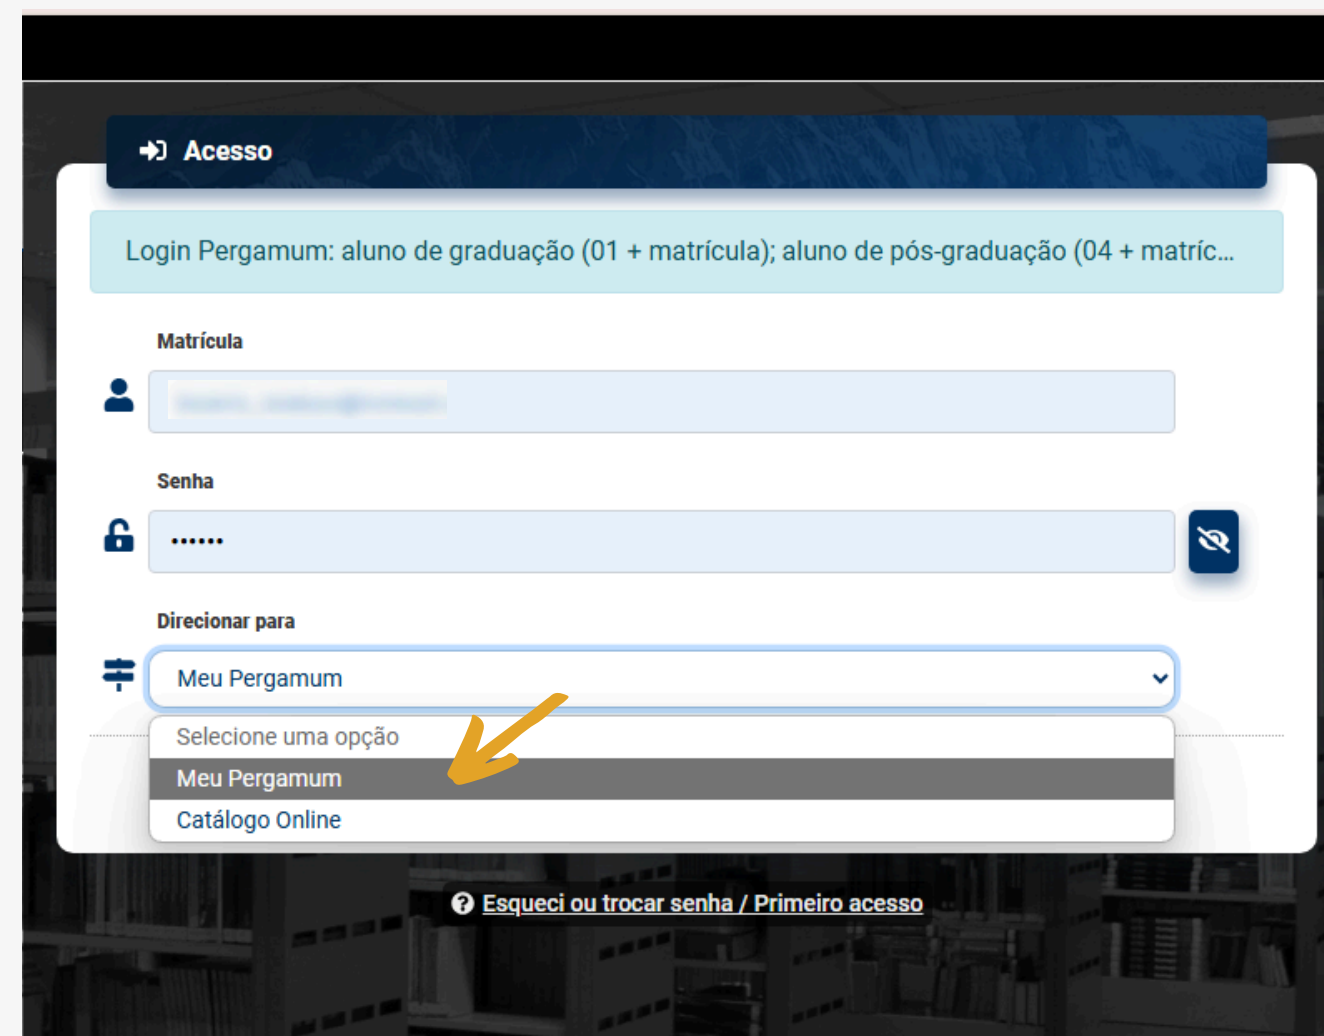 Acesso
Login Pergamum: aluno de graduação (01 + matrícula); aluno de pós-graduação (04 + matríc...
Matrícula
Senha
••••••
Direcionar para
Meu Pergamum
Selecione uma opção
Meu Pergamum
Catálogo Online
Esqueci ou trocar senha / Primeiro acesso